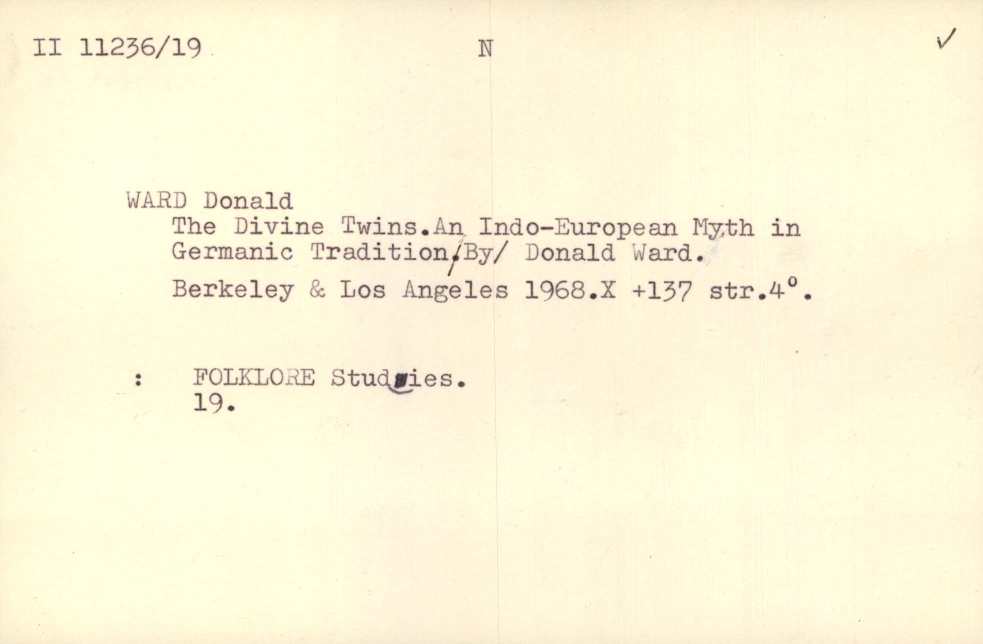 II 11236/19 N ✓
WARD Donald
The Divine Twins.An Indo-European Myth in
Germanic Tradition./By/ Donald Ward.
Berkeley & Los Angeles 1968.X +137 str.4°.
: FOLKLORE Studies.
19.